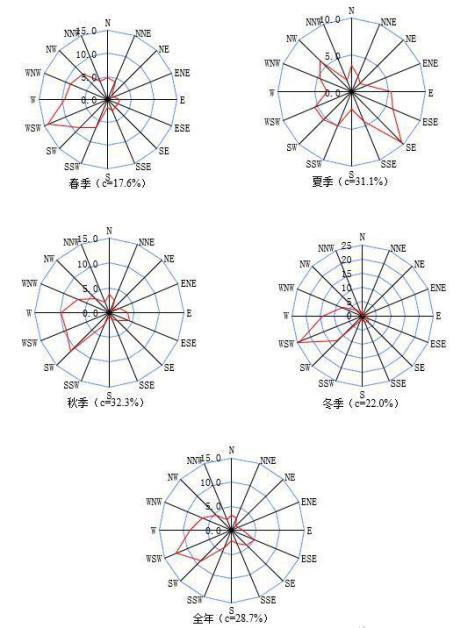 N
NNW 15.0 NNE
NW 10.0 NE
WNW 5.0 ENE
W 0.0 E
WSW ESE
SW SE
SSW SSE
S
春季（c=17.6%）
N
NNW 10.0 NNE
NW NE
WNW 5.0 ENE
W 0.0 E
WSW ESE
SW SE
SSW SSE
S
夏季（c=31.1%）
N
NNW 15.0 NNE
NW 10.0 NE
WNW 5.0 ENE
W 0.0 E
WSW ESE
SW SE
SSW SSE
S
秋季（c=32.3%）
N
NNW 25 NNE
20
NW 15 NE
10
WNW 5 ENE
W 0 E
WSW ESE
SW SE
SSW SSE
S
冬季（c=22.0%）
N
NNW 15.0 NNE
NW 10.0 NE
WNW 5.0 ENE
W 0.0 E
WSW ESE
SW SE
SSW SSE
S
全年（c=28.7%）